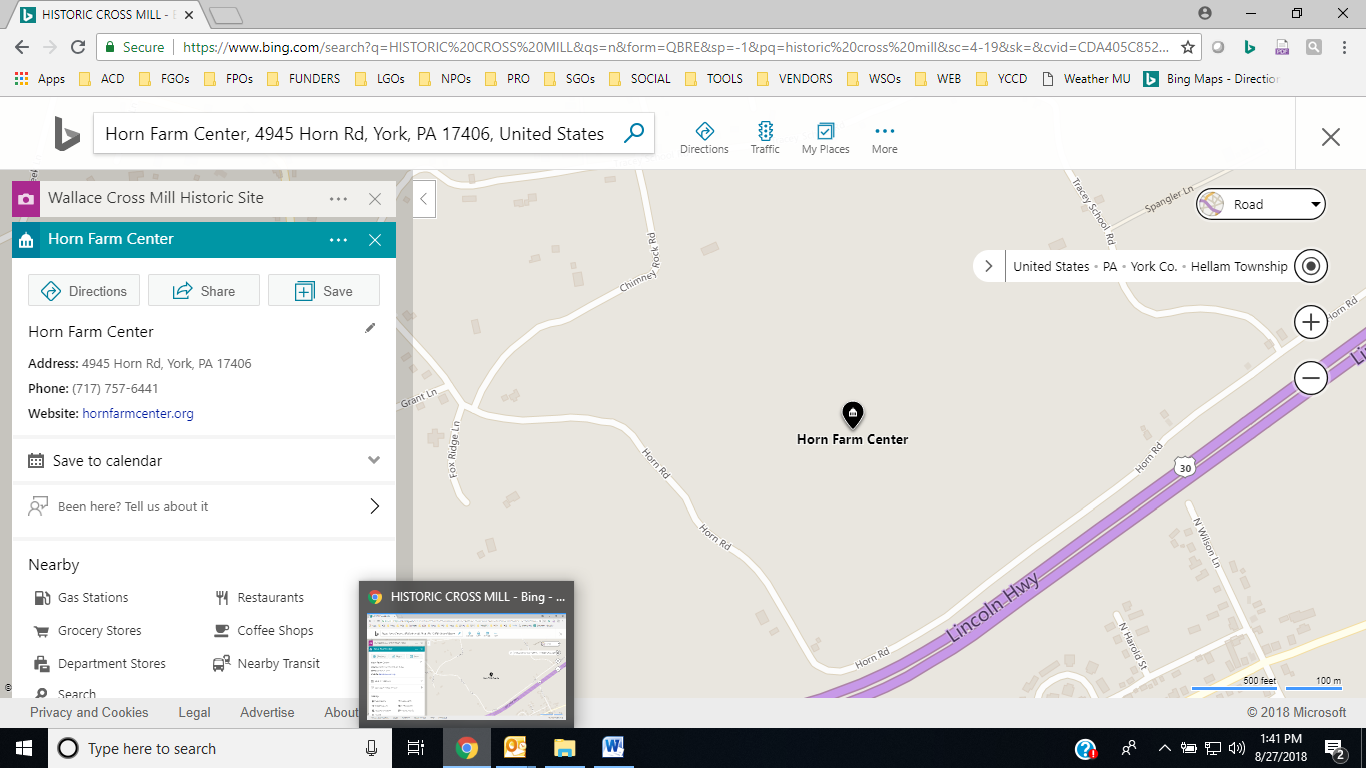 HISTORIC CROSS MILL - B
Secure
https://www.bing.com/search?q=HISTORIC%20CROSS%20MILL&qs=n&form=QBRE&sp=-1&pq=historic%20cross%20mill&sc=4-19&sk=&cvid=CDA405C852...
Apps ACD FGOs FPOs FUNDERS LGOs NPOs PRO SGOs SOCIAL TOOLS VENDORS WSOs WEB YCCD Weather MU Bing Maps - Direction
Horn Farm Center, 4945 Horn Rd, York, PA 17406, United States
Directions Traffic My Places More
Wallace Cross Mill Historic Site
Horn Farm Center
Directions Share Save
Horn Farm Center
Address: 4945 Horn Rd, York, PA 17406
Phone: (717) 757-6441
Website: hornfarmcenter.org
Save to calendar
Been here? Tell us about it
Nearby
Gas Stations Restaurants
Grocery Stores Coffee Shops
Department Stores Nearby Transit
Search
Tracey School Rd
Spangler Ln
Road
United States • PA • York Co. • Hellam Township
Chimney Rock Rd
Horn Rd
Grant Ln
Fox Ridge Ln
Horn Farm Center
Horn Rd
Horn Rd
Horn Rd
30
N Wilson Ln
Lincoln Hwy
Horn Rd
N Harold St
500 feet 100 m
©
Privacy and Cookies Legal Advertise About
© 2018 Microsoft
HISTORIC CROSS MILL - Bing - ...
Type here to search
1:41 PM
8/27/2018
2